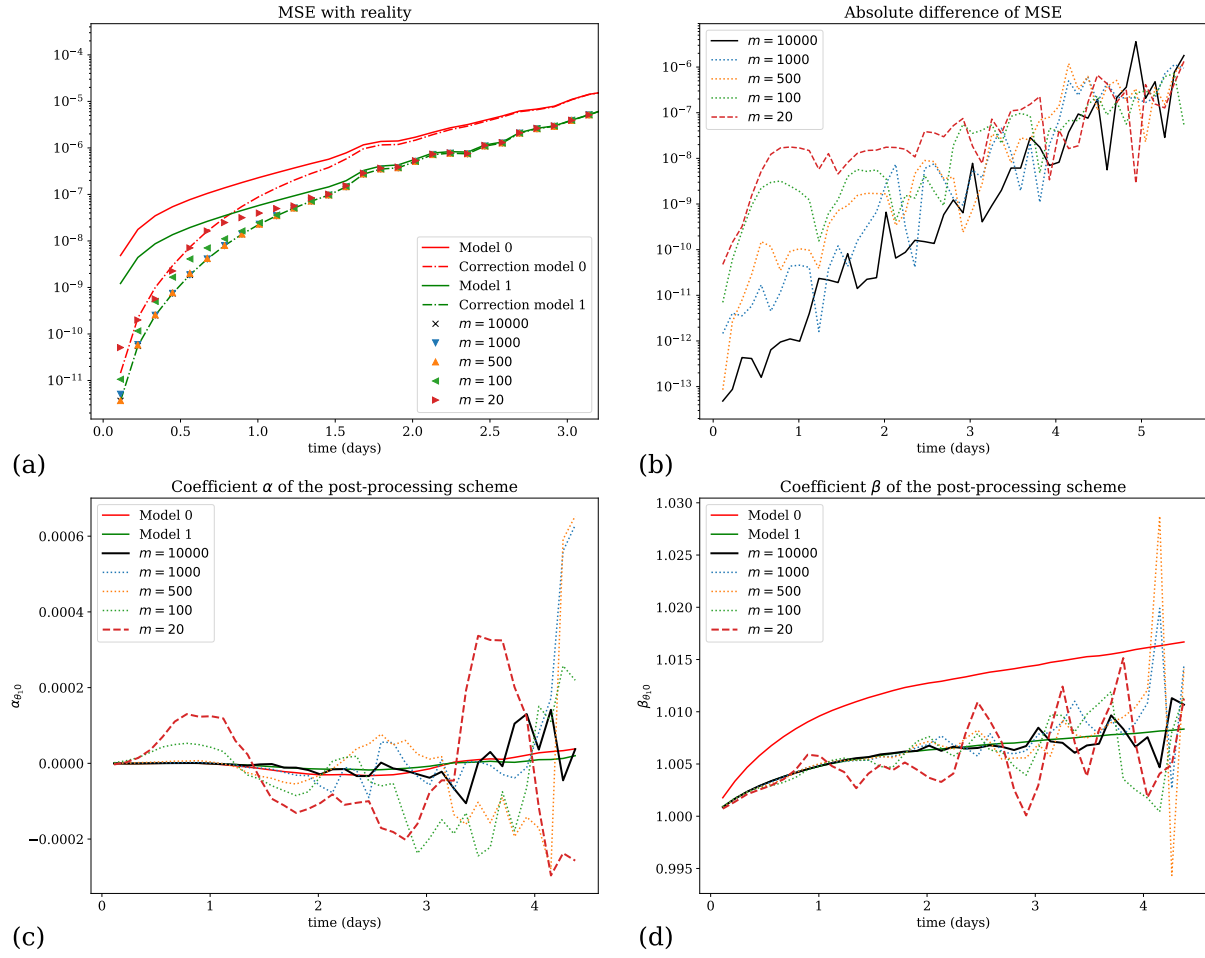 MSE with reality
10⁻⁴
10⁻⁵
10⁻⁶
10⁻⁷
10⁻⁸
10⁻⁹
10⁻¹⁰
10⁻¹¹
Model 0
Correction model 0
Model 1
Correction model 1
m = 10000
m = 1000
m = 500
m = 100
m = 20
0.0 0.5 1.0 1.5 2.0 2.5 3.0
time (days)
(a)
Absolute difference of MSE
m = 10000
m = 1000
m = 500
m = 100
m = 20
10⁻⁶
10⁻⁷
10⁻⁸
10⁻⁹
10⁻¹⁰
10⁻¹¹
10⁻¹²
10⁻¹³
0 1 2 3 4 5
time (days)
(b)
Coefficient α of the post-processing scheme
Model 0
Model 1
m = 10000
m = 1000
m = 500
m = 100
m = 20
0.0006
0.0004
0.0002
0.0000
−0.0002
α_θ₁0
0 1 2 3 4
time (days)
(c)
Coefficient β of the post-processing scheme
Model 0
Model 1
m = 10000
m = 1000
m = 500
m = 100
m = 20
1.030
1.025
1.020
1.015
1.010
1.005
1.000
0.995
β_θ₁0
0 1 2 3 4
time (days)
(d)